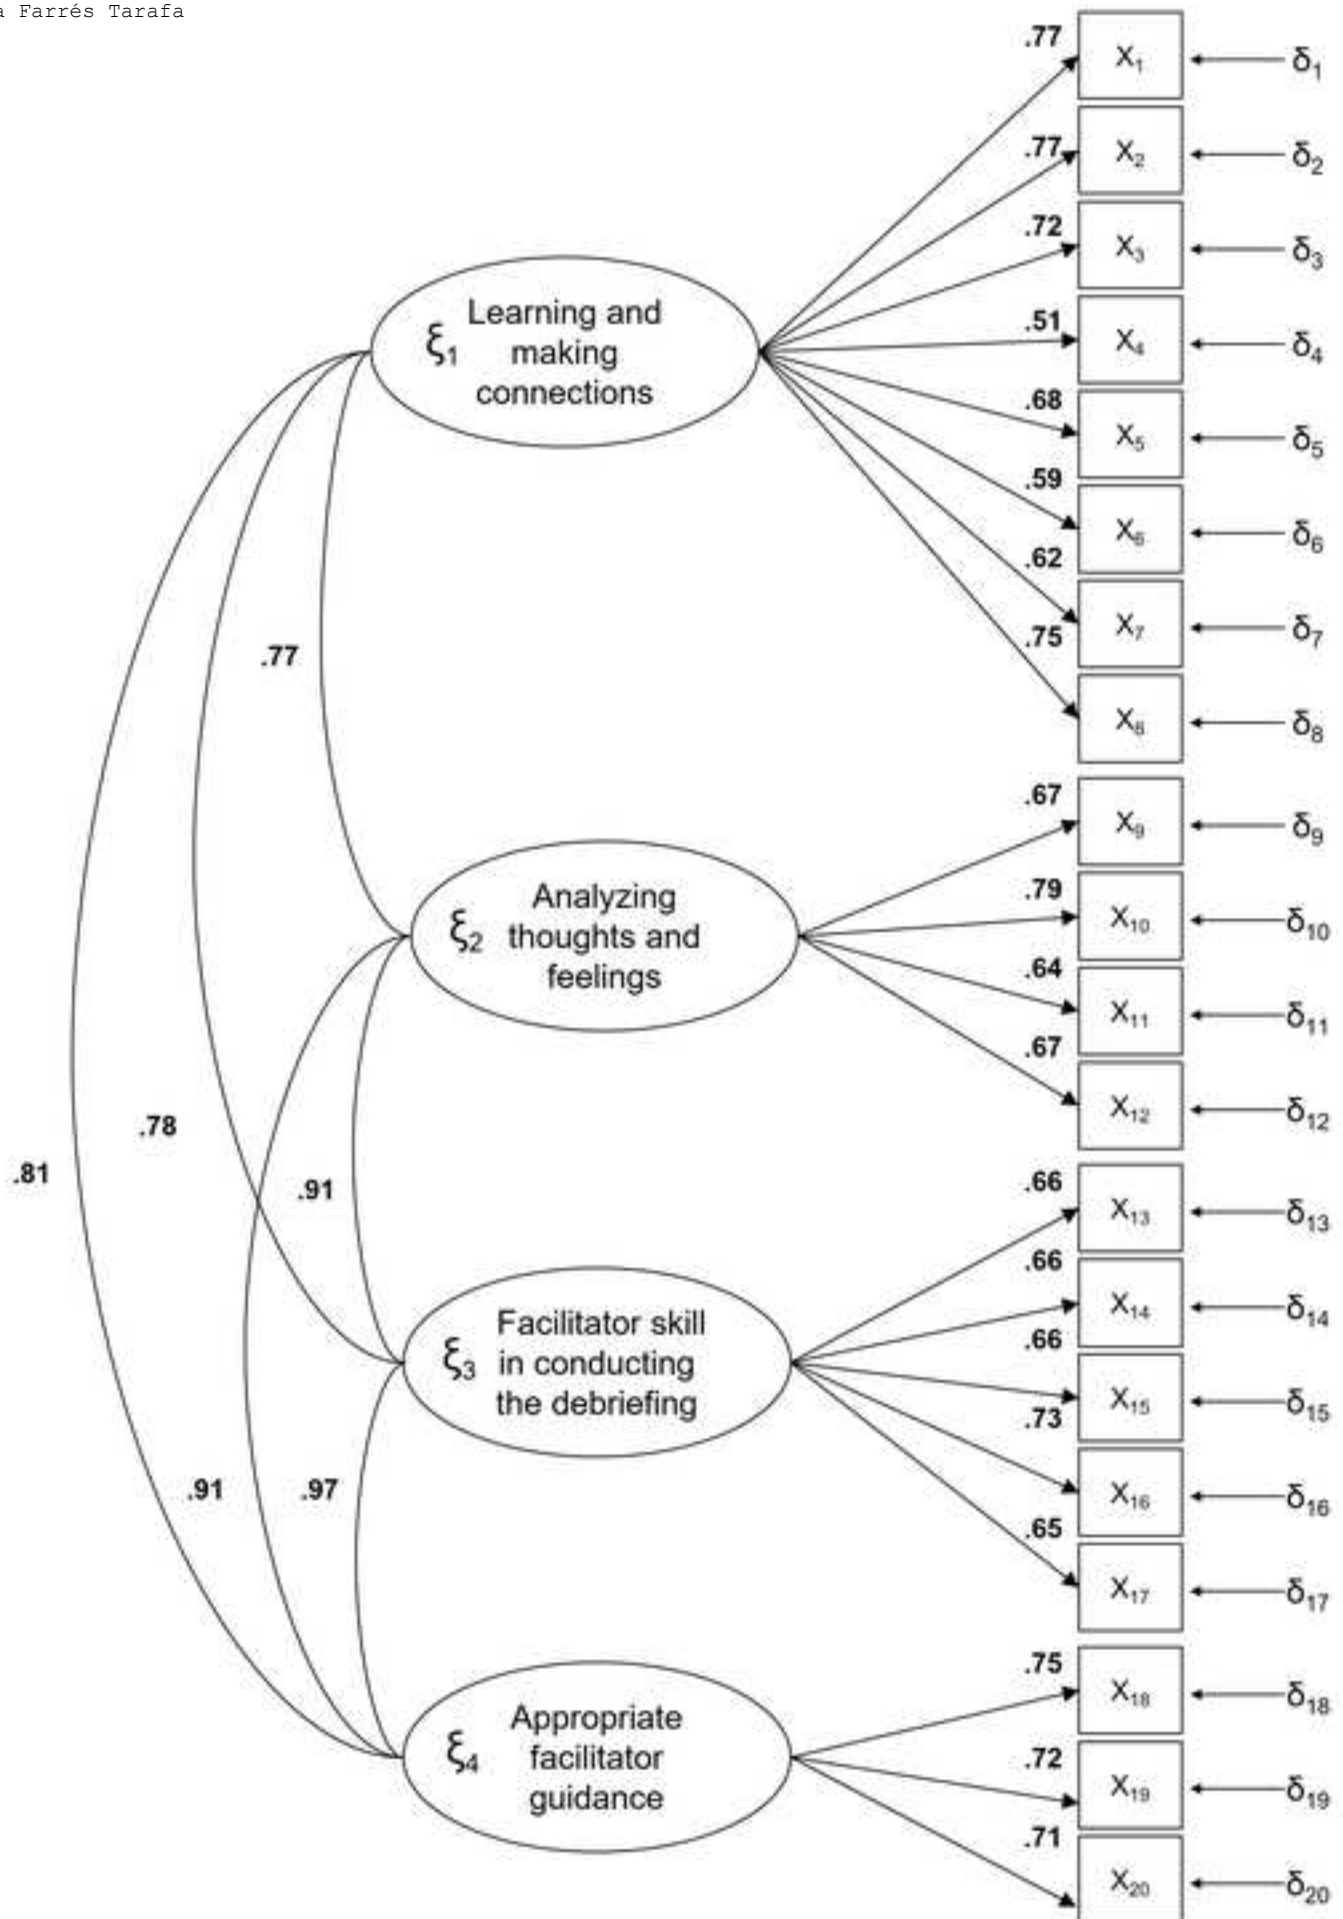 a Farrés Tarafa
.77
X1
δ1
.77
X2
δ2
.72
X3
δ3
.51
X4
δ4
.68
X5
δ5
.59
X6
δ6
.62
X7
δ7
.75
X8
δ8
ξ1
Learning and
making
connections
.77
.67
X9
δ9
.79
X10
δ10
.64
X11
δ11
.67
X12
δ12
ξ2
Analyzing
thoughts and
feelings
.78
.81
.91
.66
X13
δ13
.66
X14
δ14
.66
X15
δ15
.73
X16
δ16
.65
X17
δ17
ξ3
Facilitator skill
in conducting
the debriefing
.91
.97
.75
X18
δ18
.72
X19
δ19
.71
X20
δ20
ξ4
Appropriate
facilitator
guidance